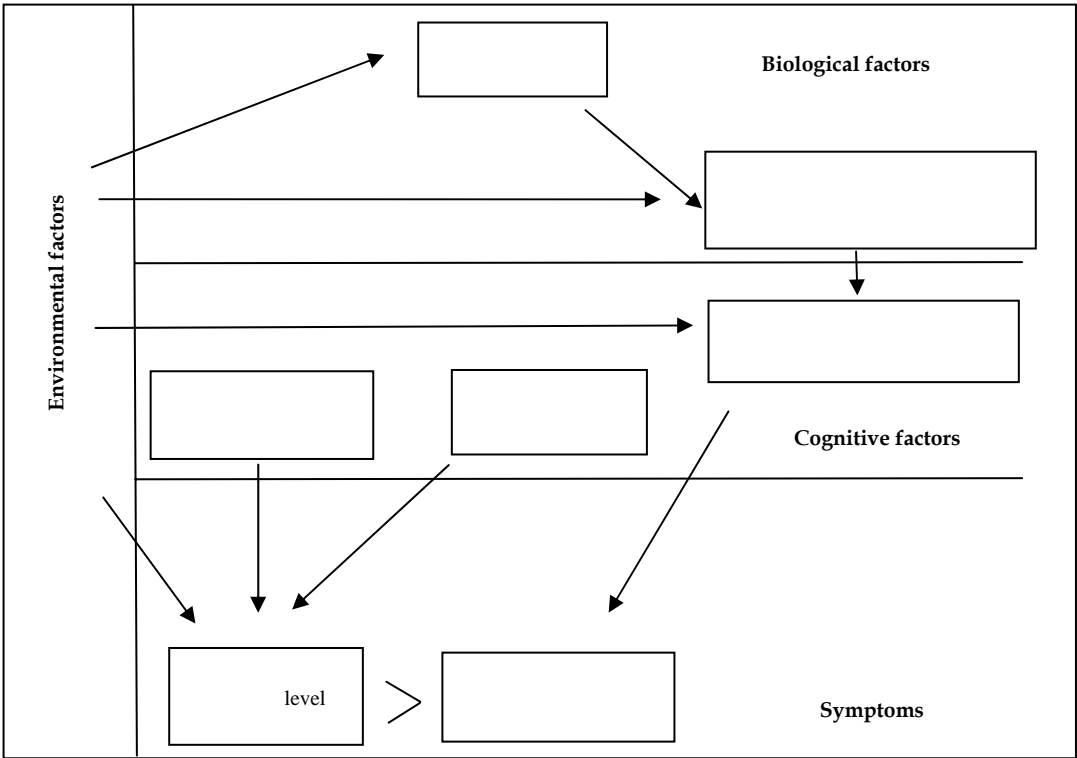 Biological factors
Environmental factors
Cognitive factors
level
Symptoms